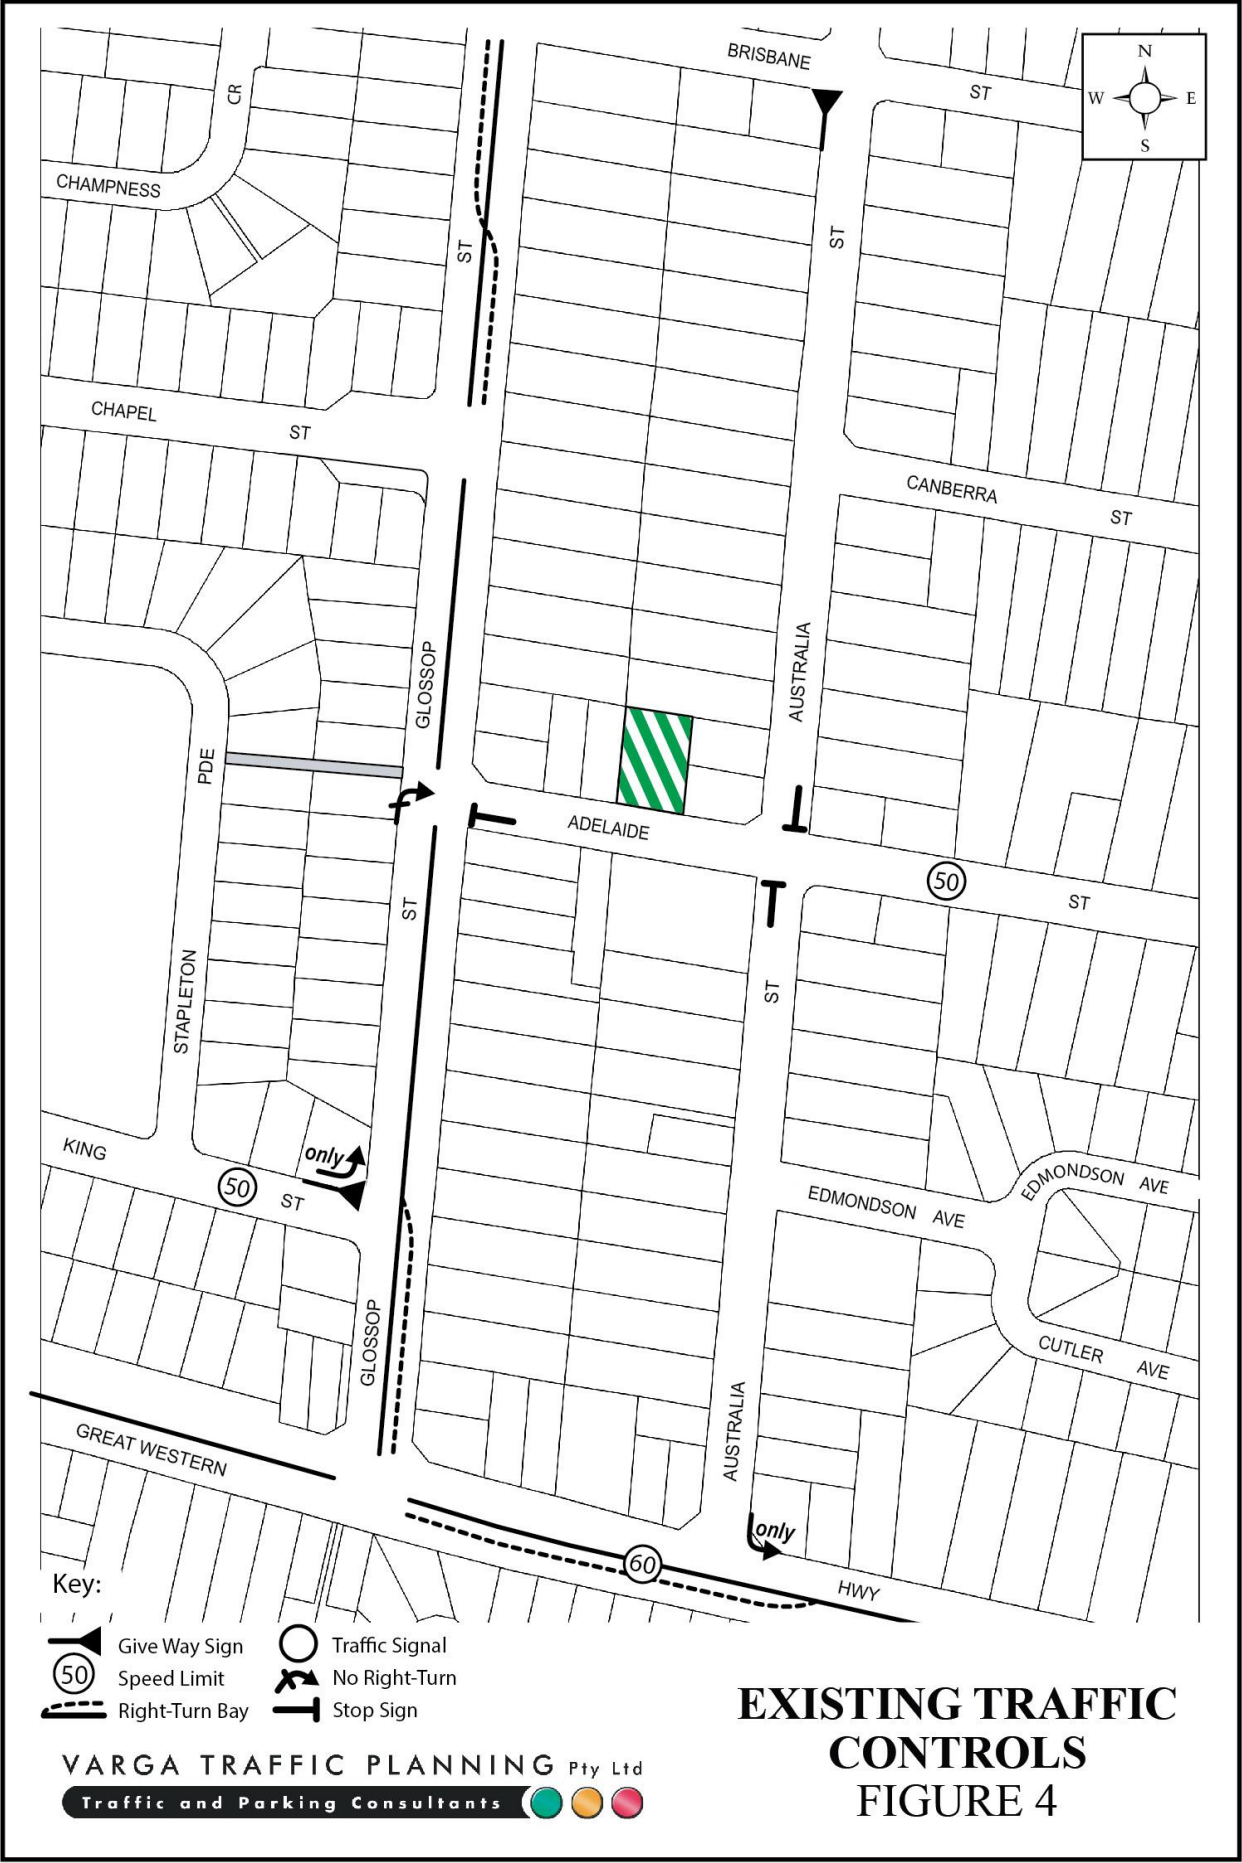 BRISBANE
ST
N
W E
S
CR
CHAMPNESS
ST
ST
CHAPEL
ST
CANBERRA
ST
GLOSSOP
AUSTRALIA
PDE
ADELAIDE
50
ST
ST
STAPLETON
ST
KING
only
50
ST
EDMONDSON AVE
EDMONDSON AVE
GLOSSOP
CUTLER AVE
AUSTRALIA
GREAT WESTERN
only
60
HWY
Key:
Give Way Sign
Traffic Signal
50
Speed Limit
No Right-Turn
Right-Turn Bay
Stop Sign
EXISTING TRAFFIC
CONTROLS
FIGURE 4
VARGA TRAFFIC PLANNING Pty Ltd
Traffic and Parking Consultants